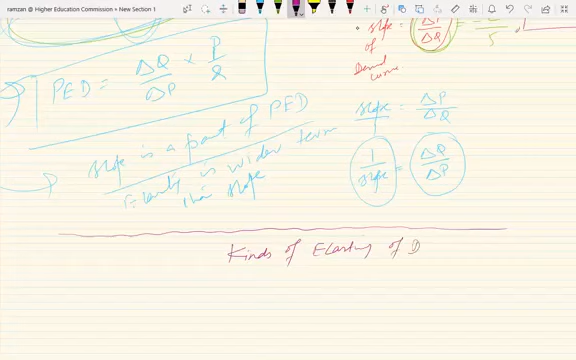 ramzan @ Higher Education Commission » New Section 1
• slope = ΔP/ΔQ =
of
Demand
curve
PED = ΔQ/ΔP × P/Q
slope = ΔP/ΔQ
1/slope = ΔQ/ΔP
slope is a part of PED
is wider term
than slope
Kinds of Elasticity of D